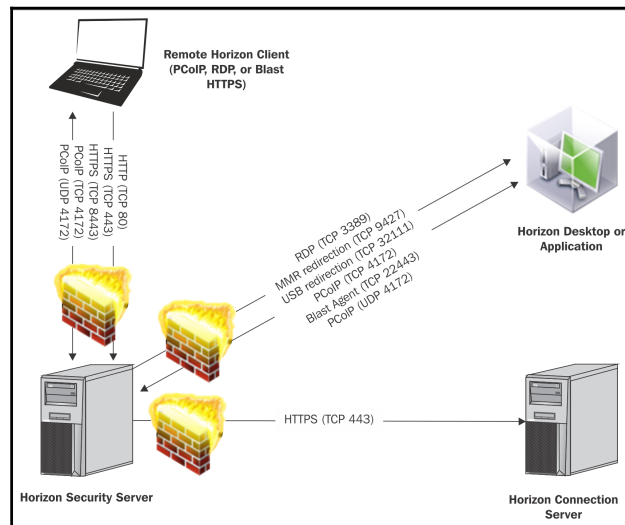 Remote Horizon Client
(PCoIP, RDP, or Blast
HTTPS)
HTTP (TCP 80)
HTTPS (TCP 443)
HTTPS (TCP 8443)
PCoIP (TCP 4172)
PCoIP (UDP 4172)
RDP (TCP 3389)
MMR redirection (TCP 9427)
USB redirection (TCP 32111)
PCoIP (TCP 4172)
Blast Agent (TCP 22443)
PCoIP (UDP 4172)
Horizon Desktop or
Application
HTTPS (TCP 443)
Horizon Security Server
Horizon Connection
Server